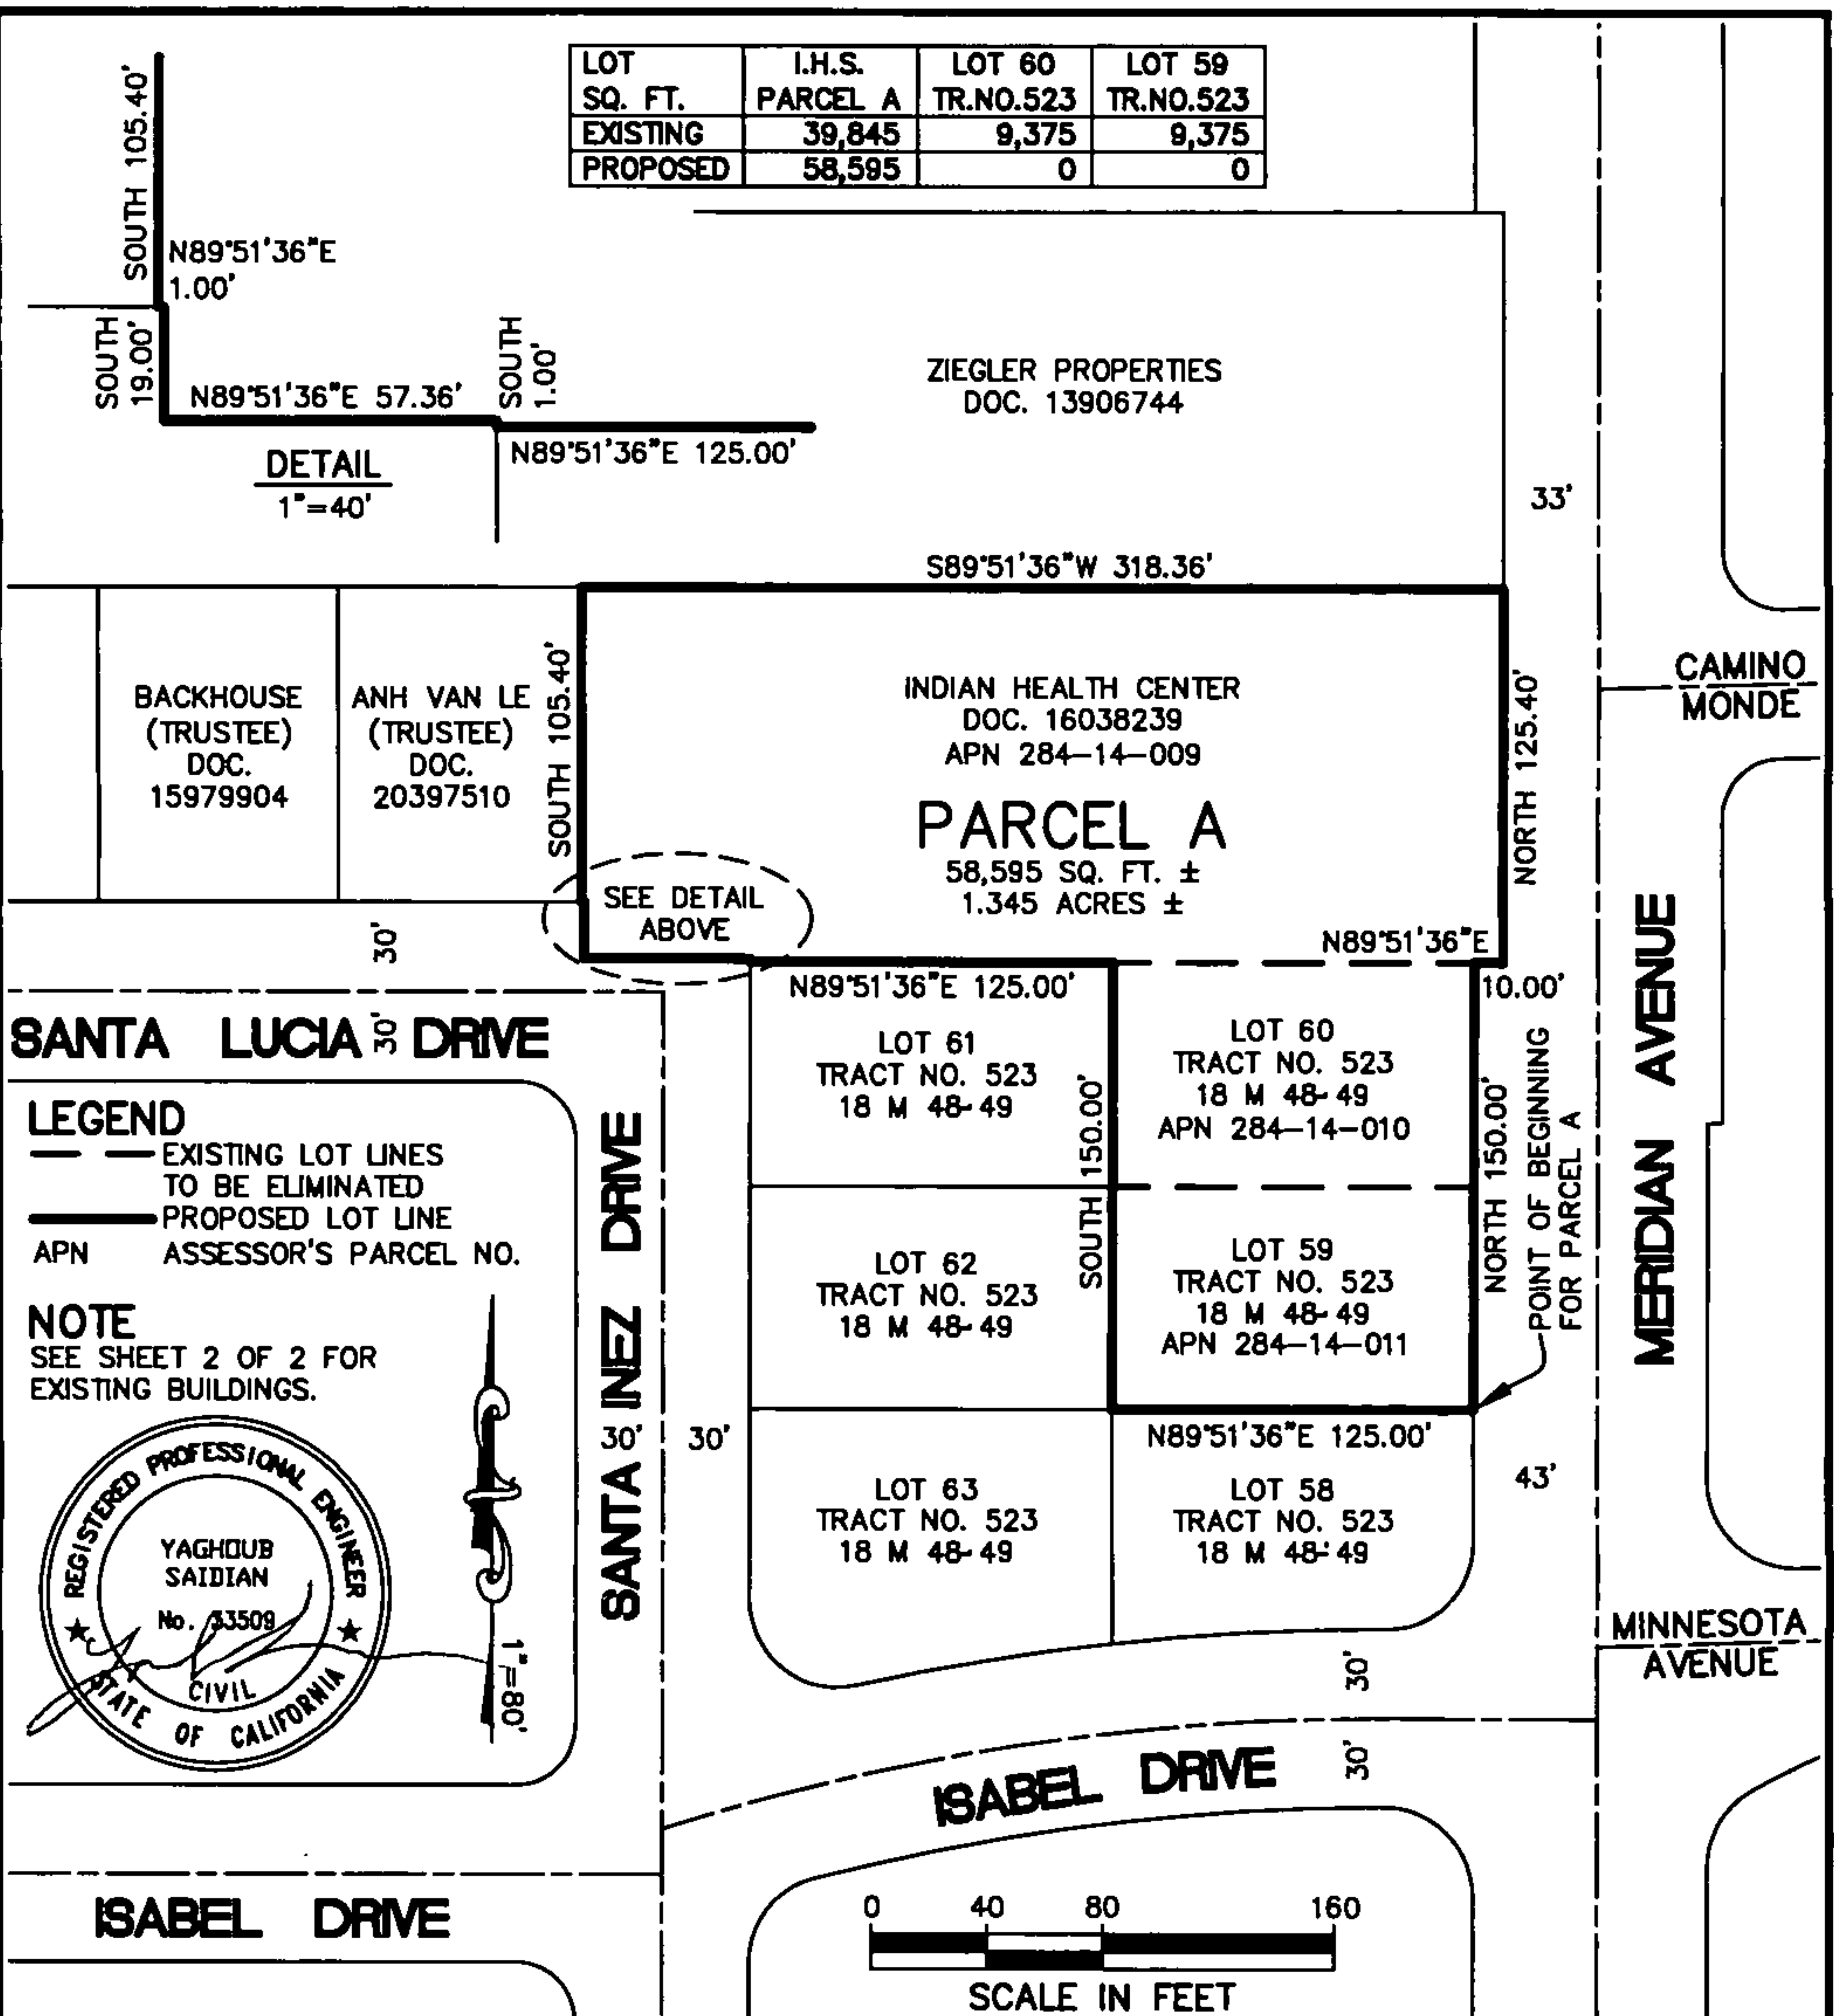 LOT SQ. FT. I.H.S. PARCEL A LOT 60 TR.NO.523 LOT 59 TR.NO.523
EXISTING 39,845 9,375 9,375
PROPOSED 58,595 0 0
SOUTH 105.40'
N89°51'36"E
1.00'
SOUTH
19.00'
N89°51'36"E 57.36'
SOUTH
1.00'
N89°51'36"E 125.00'
DETAIL
1"=40'
ZIEGLER PROPERTIES
DOC. 13906744
33'
S89°51'36"W 318.36'
BACKHOUSE
(TRUSTEE)
DOC.
15979904
ANH VAN LE
(TRUSTEE)
DOC.
20397510
SOUTH 105.40'
INDIAN HEALTH CENTER
DOC. 16038239
APN 284-14-009
PARCEL A
58,595 SQ. FT. ±
1.345 ACRES ±
NORTH 125.40'
CAMINO
MONDE
SEE DETAIL
ABOVE
30'
N89°51'36"E
10.00'
N89°51'36"E 125.00'
SANTA LUCIA DRIVE
30'
LOT 61
TRACT NO. 523
18 M 48-49
LOT 60
TRACT NO. 523
18 M 48-49
APN 284-14-010
SOUTH 150.00'
NORTH 150.00'
POINT OF BEGINNING
FOR PARCEL A
MERIDIAN AVENUE
LEGEND
EXISTING LOT LINES
TO BE ELIMINATED
PROPOSED LOT LINE
APN ASSESSOR'S PARCEL NO.
SANTA INEZ DRIVE
LOT 62
TRACT NO. 523
18 M 48-49
LOT 59
TRACT NO. 523
18 M 48-49
APN 284-14-011
NOTE
SEE SHEET 2 OF 2 FOR
EXISTING BUILDINGS.
30' 30'
N89°51'36"E 125.00'
43'
LOT 63
TRACT NO. 523
18 M 48-49
LOT 58
TRACT NO. 523
18 M 48-49
REGISTERED PROFESSIONAL ENGINEER
YAGHOUB
SAIDIAN
No. 33509
CIVIL
STATE OF CALIFORNIA
1"=80'
MINNESOTA
AVENUE
30'
30'
ISABEL DRIVE
ISABEL DRIVE
0 40 80 160
SCALE IN FEET